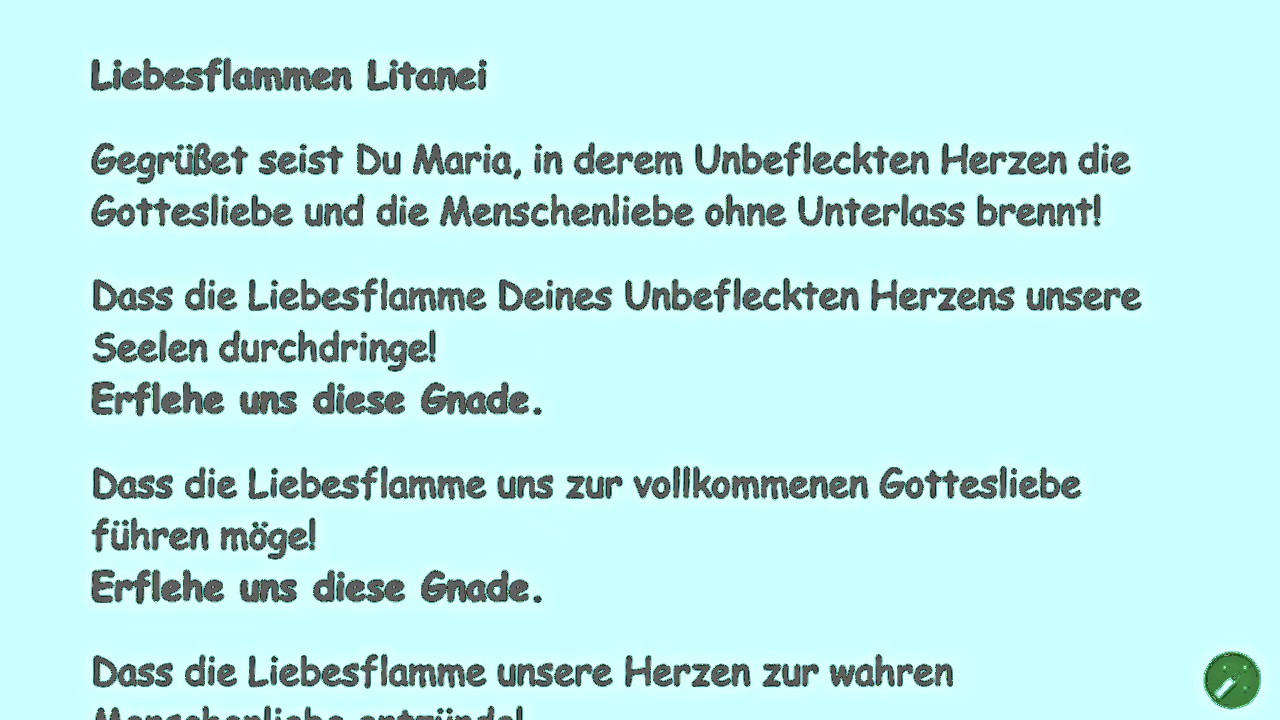 Liebesflammen Litanei
Gegrüßet seist Du Maria, in derem Unbefleckten Herzen die
Gottesliebe und die Menschenliebe ohne Unterlass brennt!
Dass die Liebesflamme Deines Unbefleckten Herzens unsere
Seelen durchdringe!
Erflehe uns diese Gnade.
Dass die Liebesflamme uns zur vollkommenen Gottesliebe
führen möge!
Erflehe uns diese Gnade.
Dass die Liebesflamme unsere Herzen zur wahren
Menschenliebe entzünde!